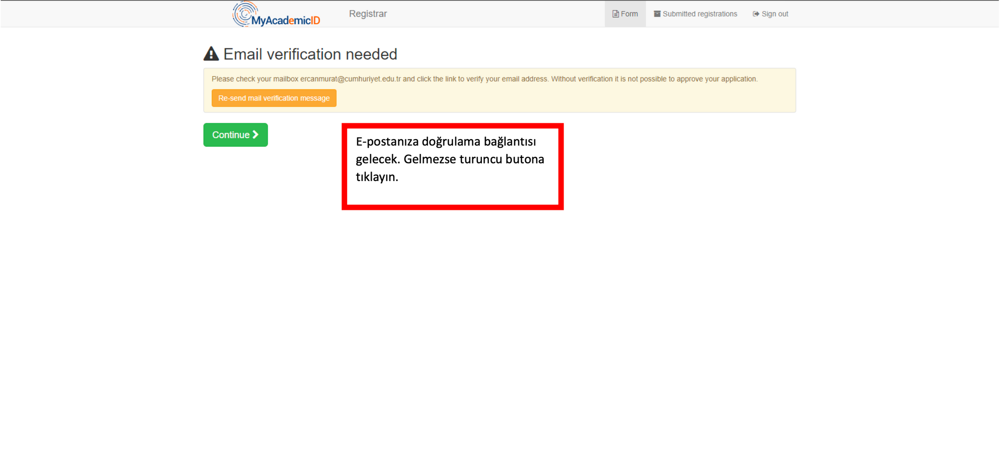 MyAcademicID
Registrar
Form
Submitted registrations
Sign out
Email verification needed
Please check your mailbox ercanmurat@cumhuriyet.edu.tr and click the link to verify your email address. Without verification it is not possible to approve your application.
Re-send mail verification message
Continue
E-postanıza doğrulama bağlantısı
gelecek. Gelmezse turuncu butona
tıklayın.